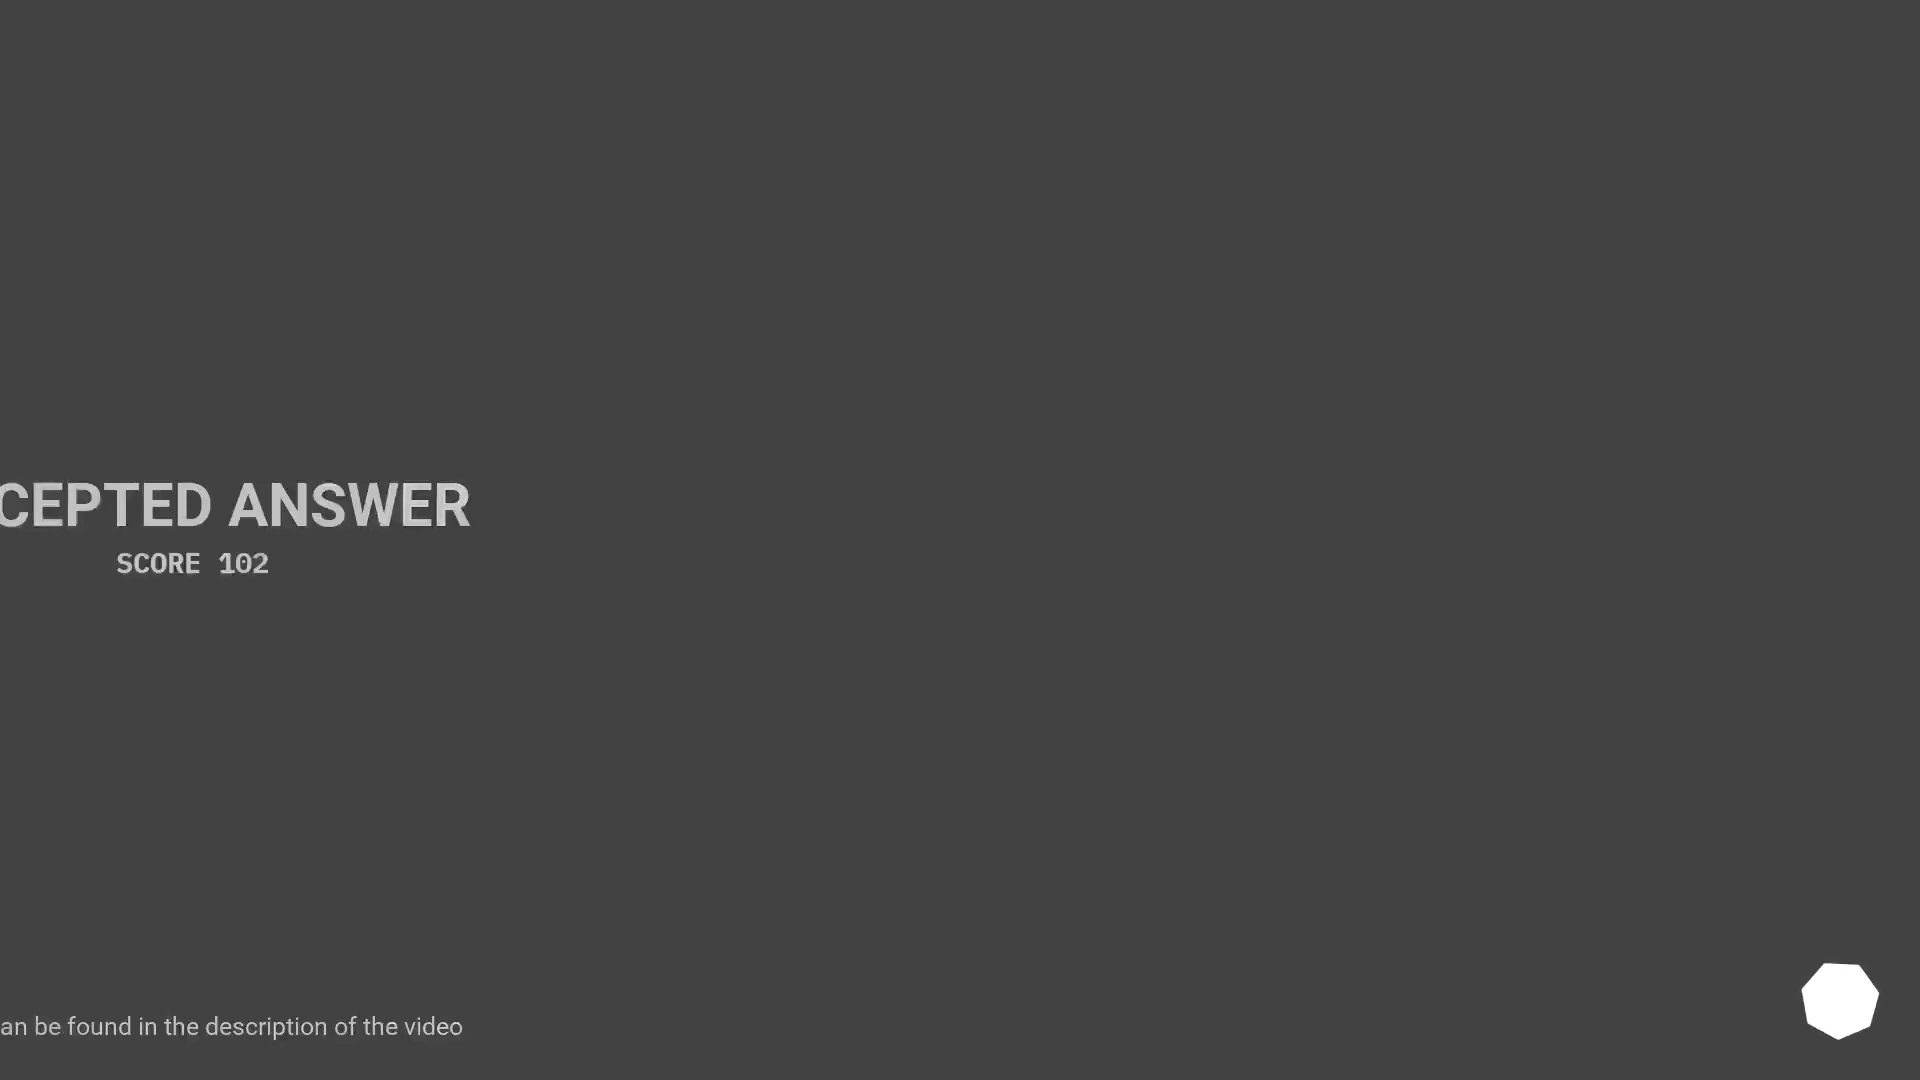 CEPTED ANSWER
SCORE 102
an be found in the description of the video